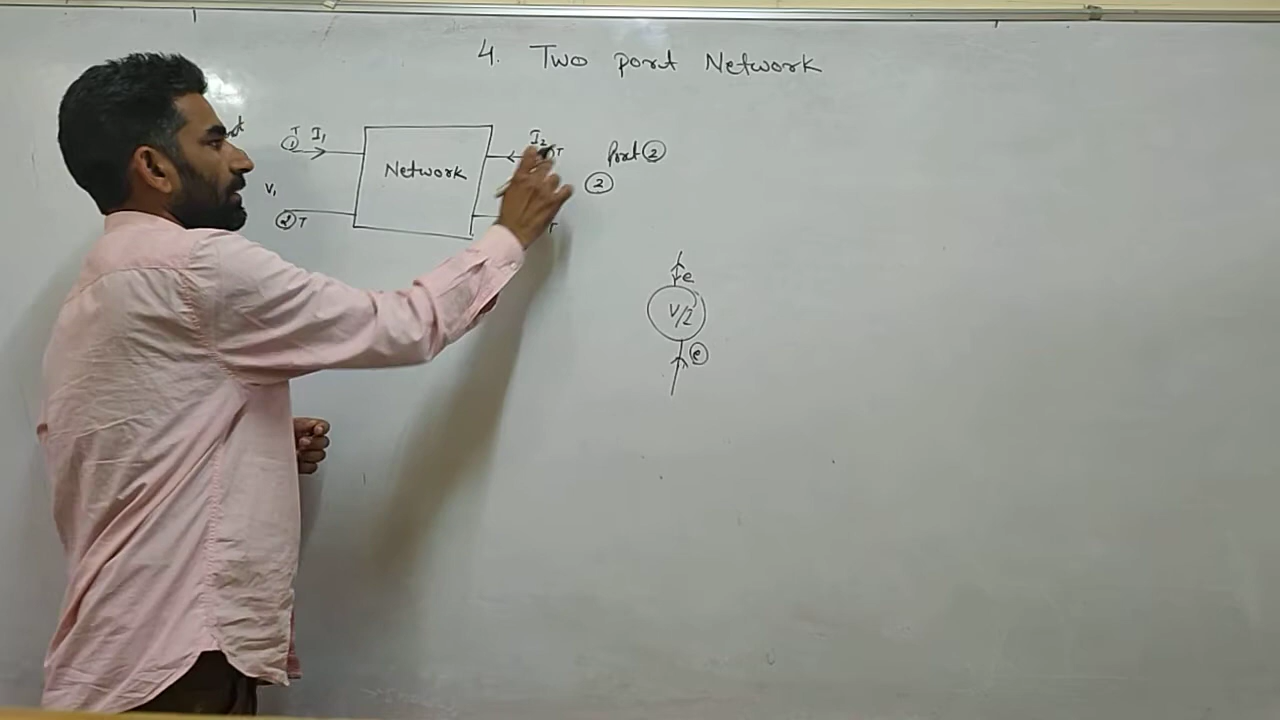 4. Two port Network
T I₁
①
Network
I₂
T
Port ②
②
V₁
② T
T
e
V/I
ⓔ